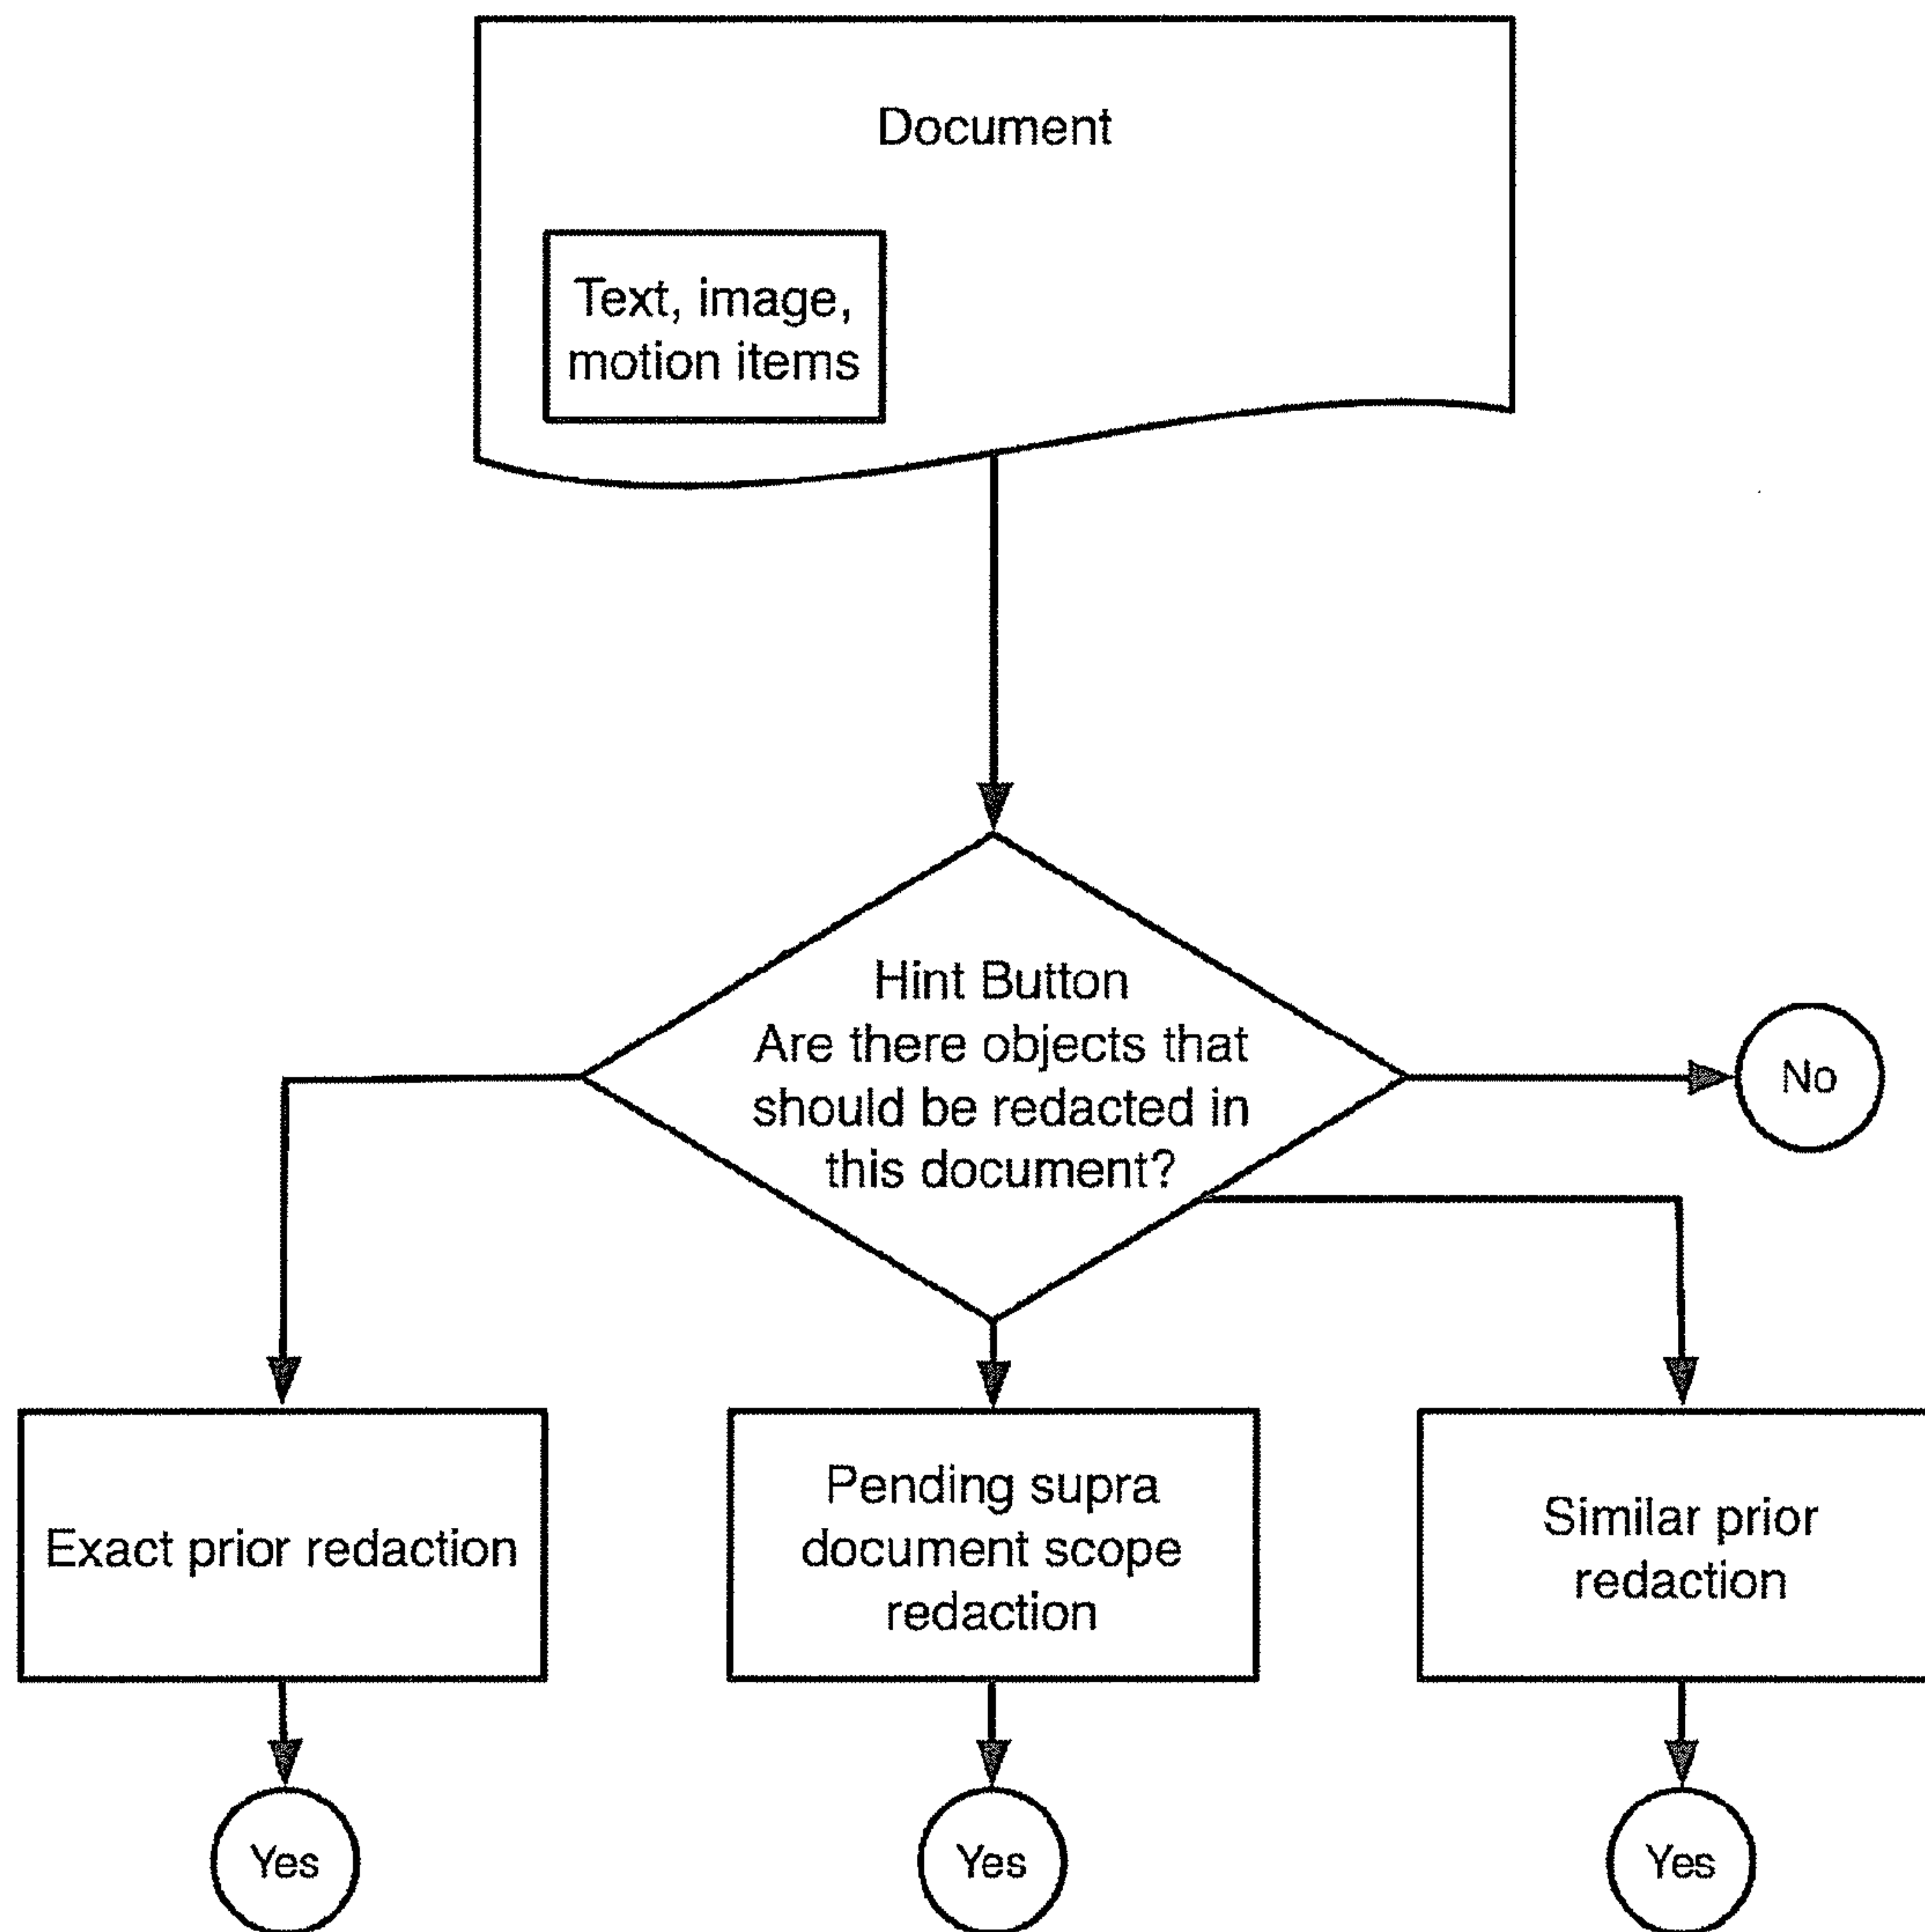 Document
Text, image,
motion items
Hint Button
Are there objects that
should be redacted in
this document?
No
Exact prior redaction
Pending supra
document scope
redaction
Similar prior
redaction
Yes
Yes
Yes